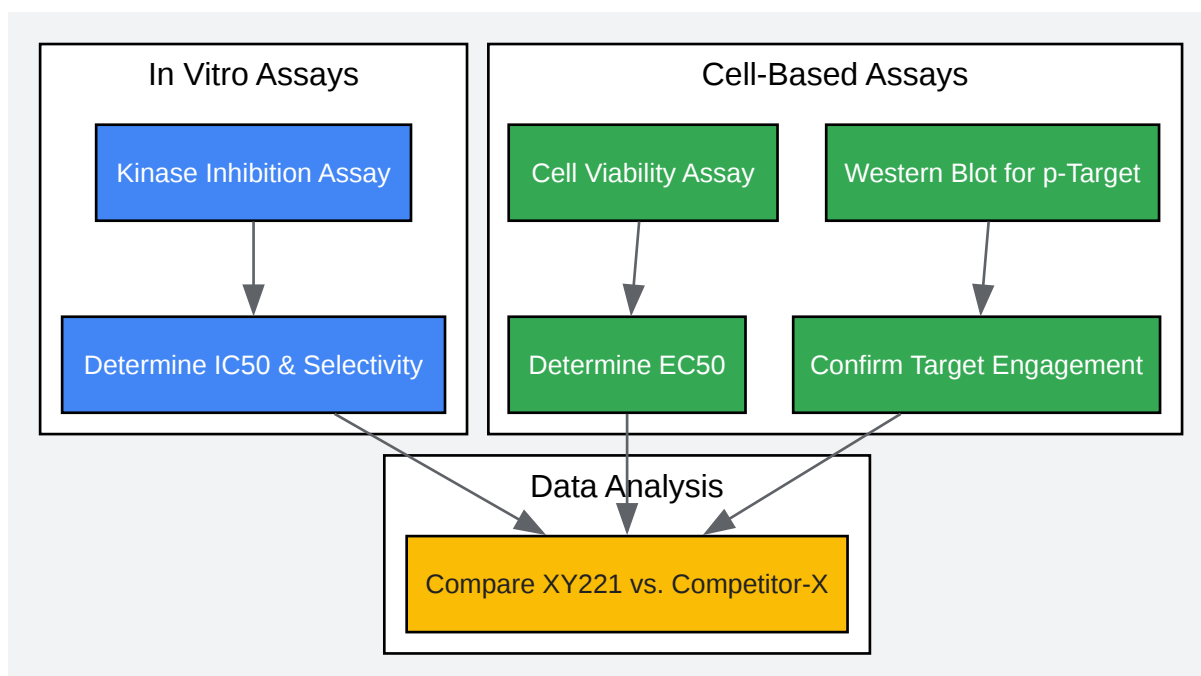 In Vitro Assays
Kinase Inhibition Assay
Determine IC50 & Selectivity
Cell-Based Assays
Cell Viability Assay
Western Blot for p-Target
Determine EC50
Confirm Target Engagement
Data Analysis
Compare XY221 vs. Competitor-X